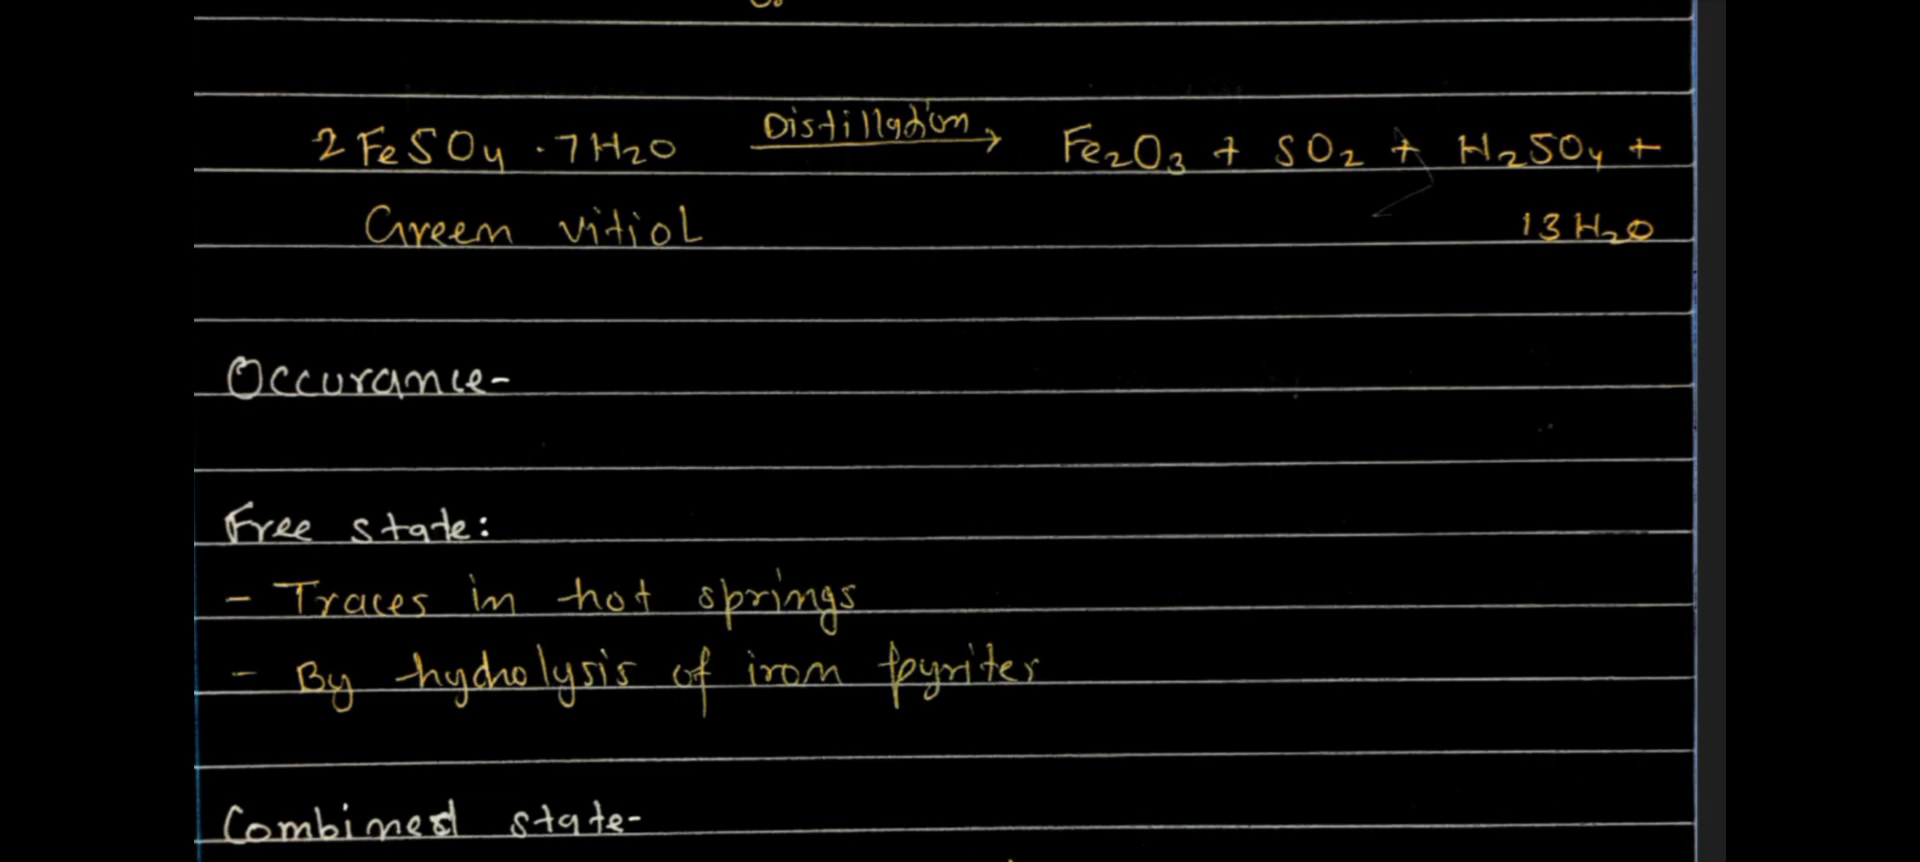 2 FeSO4 · 7H2O Distillation → Fe2O3 + SO2 + H2SO4 +
Green vitiol 13 H2O
Occurance-
Free state:
- Traces in hot springs
- By hydrolysis of iron pyrites
Combined state-